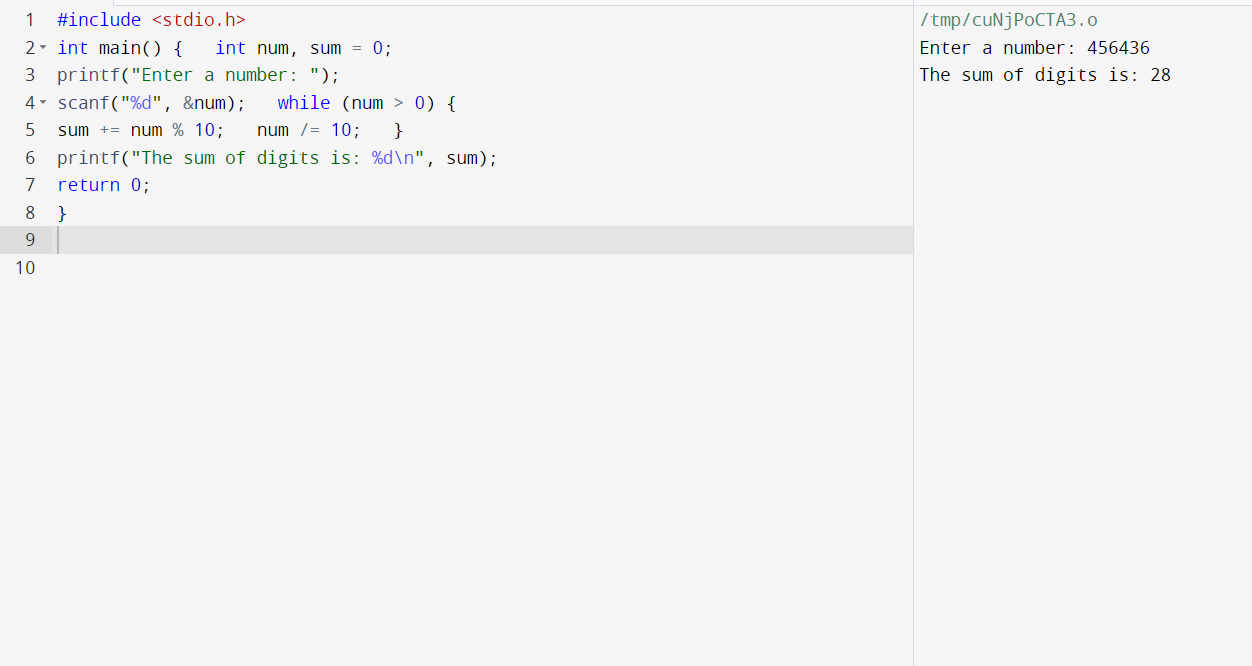 1 #include <stdio.h>
2 int main() {   int num, sum = 0;
3 printf("Enter a number: ");
4 scanf("%d", &num);   while (num > 0) {
5 sum += num % 10;   num /= 10;   }
6 printf("The sum of digits is: %d\n", sum);
7 return 0;
8 }
9
10
/tmp/cuNjPoCTA3.o
Enter a number: 456436
The sum of digits is: 28